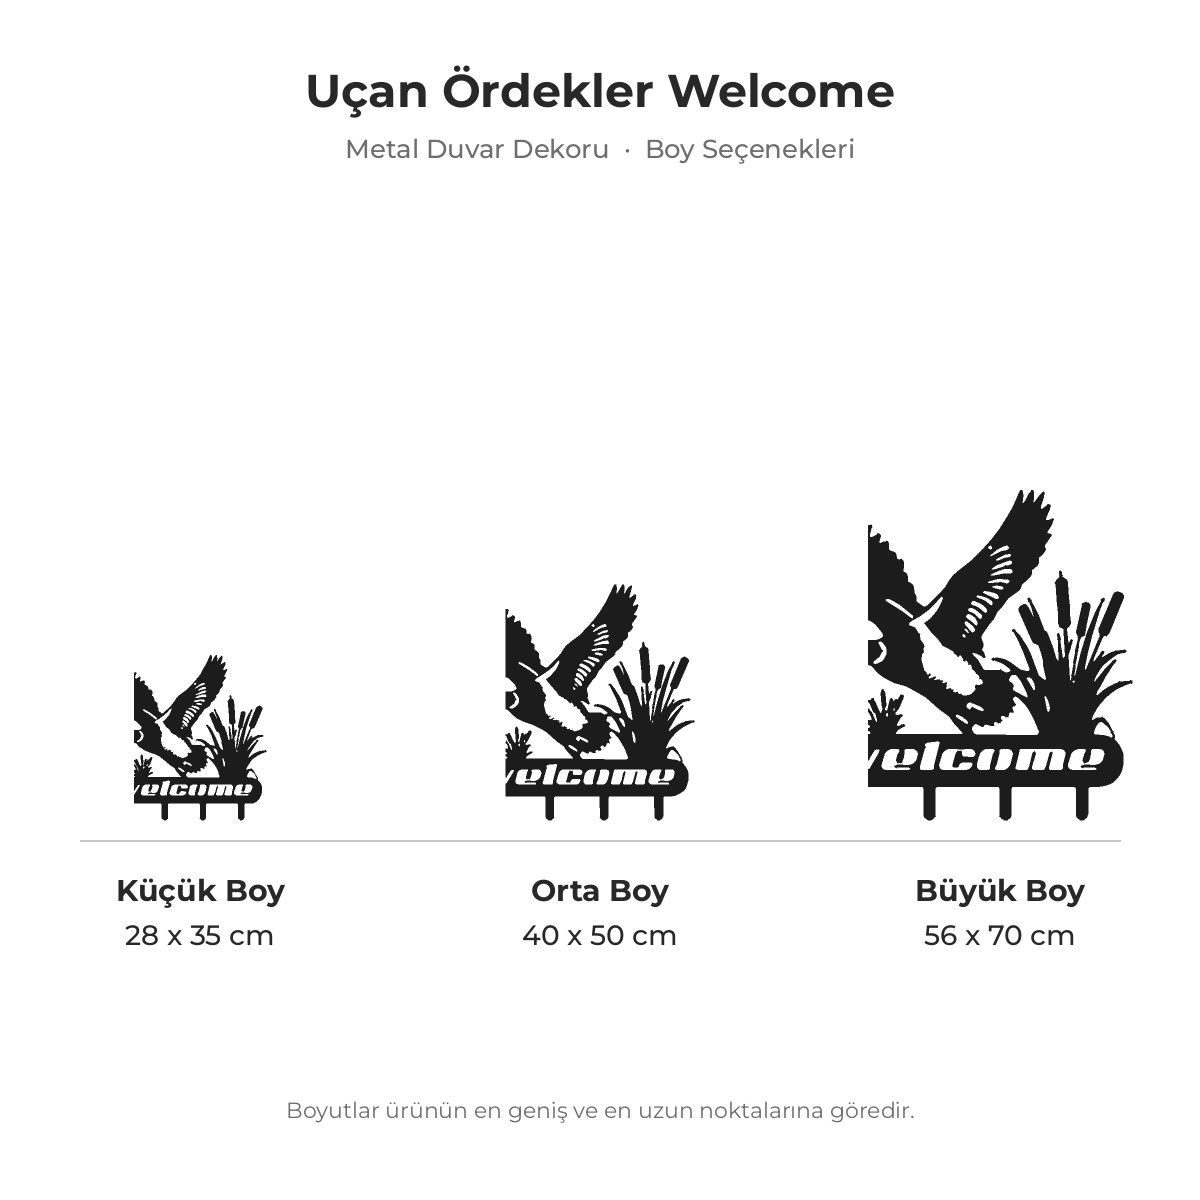 Uçan Ördekler Welcome
Metal Duvar Dekoru · Boy Seçenekleri
welcome
welcome
welcome
Küçük Boy
28 x 35 cm
Orta Boy
40 x 50 cm
Büyük Boy
56 x 70 cm
Boyutlar ürünün en geniş ve en uzun noktalarına göredir.